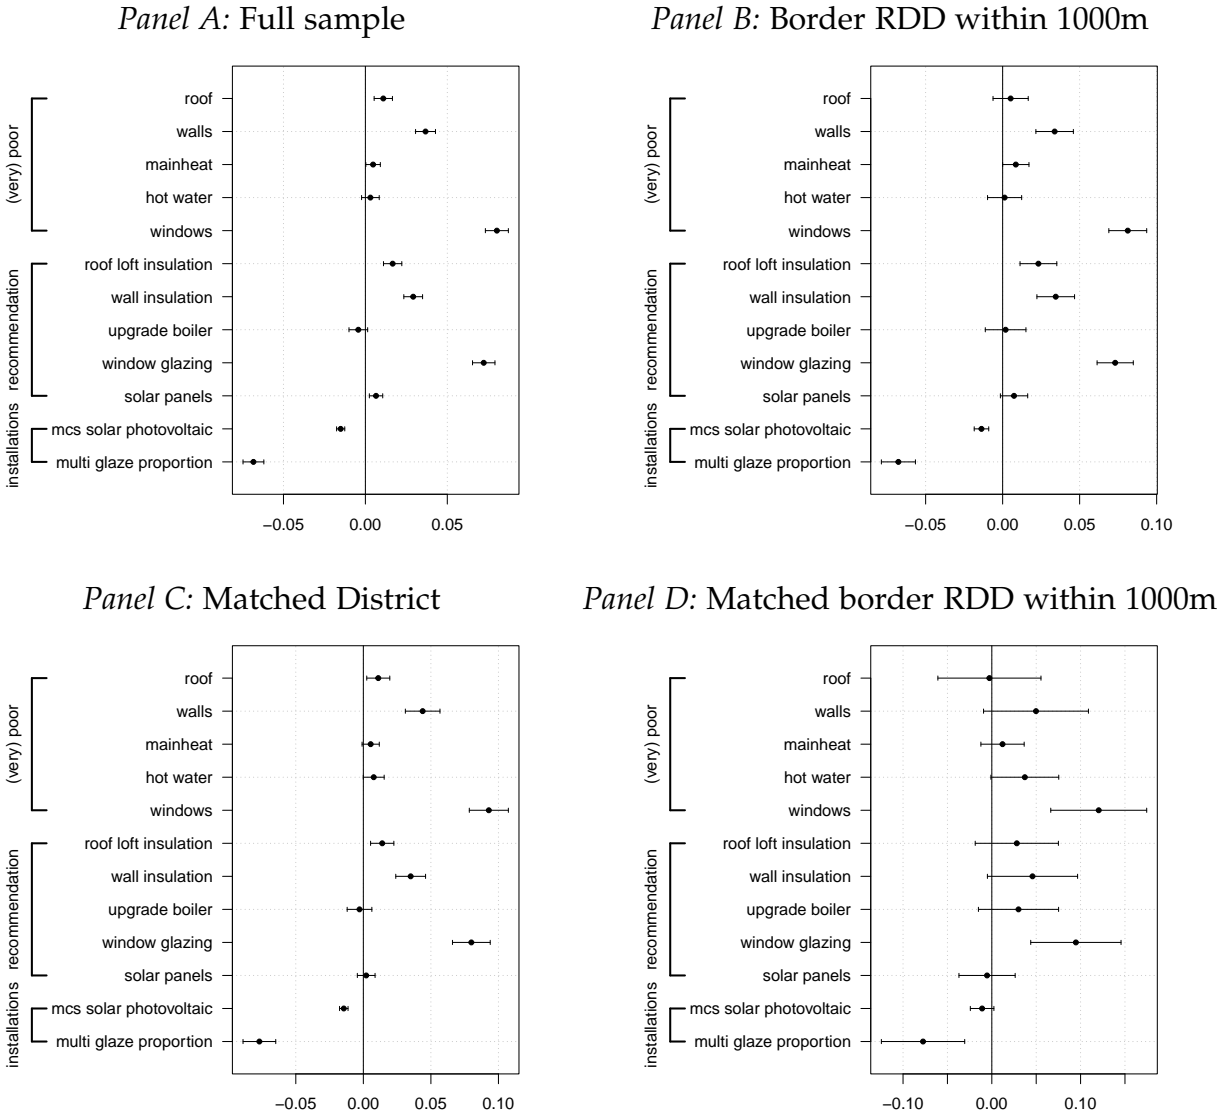 Panel A: Full sample
(very) poor
recommendation
installations
roof
walls
mainheat
hot water
windows
roof loft insulation
wall insulation
upgrade boiler
window glazing
solar panels
mcs solar photovoltaic
multi glaze proportion
−0.05 0.00 0.05
Panel B: Border RDD within 1000m
(very) poor
recommendation
installations
roof
walls
mainheat
hot water
windows
roof loft insulation
wall insulation
upgrade boiler
window glazing
solar panels
mcs solar photovoltaic
multi glaze proportion
−0.05 0.00 0.05 0.10
Panel C: Matched District
(very) poor
recommendation
installations
roof
walls
mainheat
hot water
windows
roof loft insulation
wall insulation
upgrade boiler
window glazing
solar panels
mcs solar photovoltaic
multi glaze proportion
−0.05 0.00 0.05 0.10
Panel D: Matched border RDD within 1000m
(very) poor
recommendation
installations
roof
walls
mainheat
hot water
windows
roof loft insulation
wall insulation
upgrade boiler
window glazing
solar panels
mcs solar photovoltaic
multi glaze proportion
−0.10 0.00 0.10